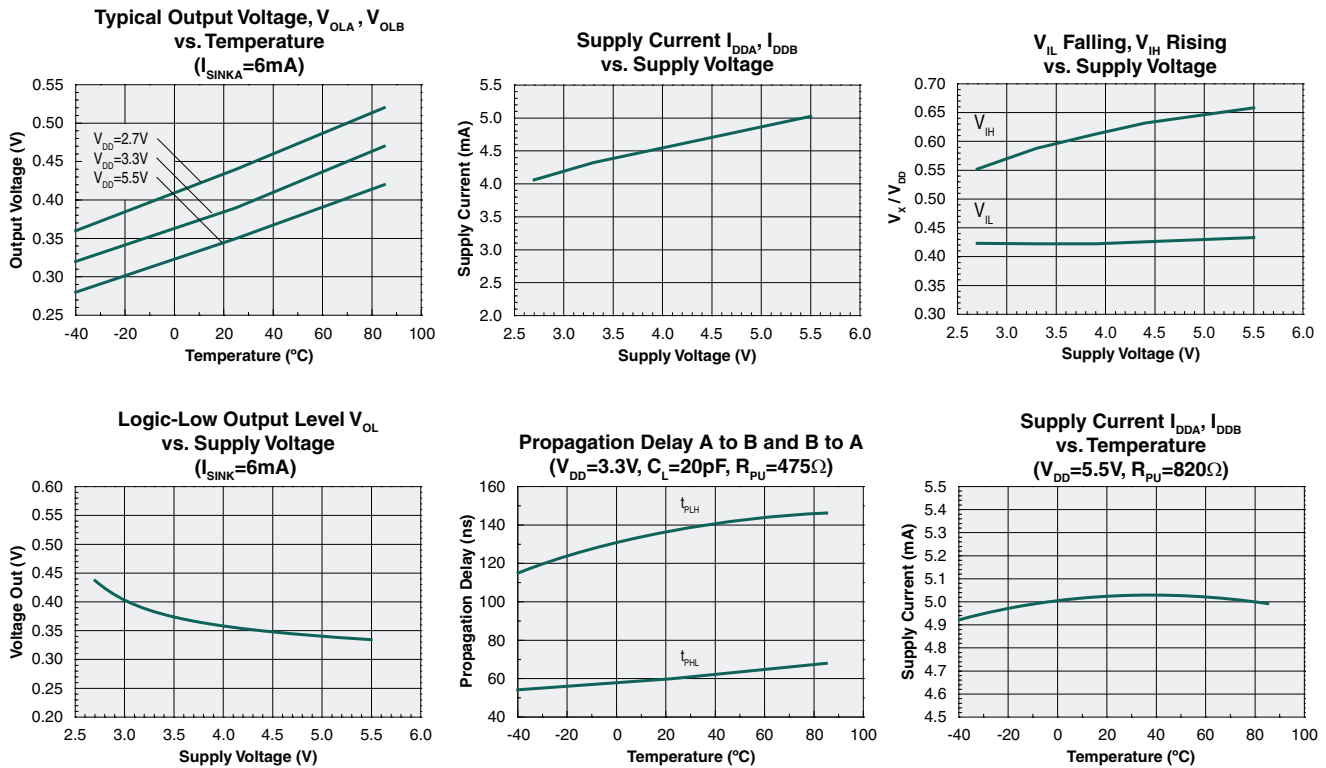 Typical Output Voltage, VOLA, VOLB
vs. Temperature
(ISINKA=6mA)
Output Voltage (V)
0.55
0.50
0.45
0.40
0.35
0.30
0.25
VDD=2.7V
VDD=3.3V
VDD=5.5V
-40 -20 0 20 40 60 80 100
Temperature (ºC)
Supply Current IDDA, IDDB
vs. Supply Voltage
Supply Current (mA)
5.5
5.0
4.5
4.0
3.5
3.0
2.5
2.0
2.5 3.0 3.5 4.0 4.5 5.0 5.5 6.0
Supply Voltage (V)
VIL Falling, VIH Rising
vs. Supply Voltage
VX / VDD
0.70
0.65
0.60
0.55
0.50
0.45
0.40
0.35
0.30
VIH
VIL
2.5 3.0 3.5 4.0 4.5 5.0 5.5 6.0
Supply Voltage (V)
Logic-Low Output Level VOL
vs. Supply Voltage
(ISINK=6mA)
Voltage Out (V)
0.60
0.55
0.50
0.45
0.40
0.35
0.30
0.25
0.20
2.5 3.0 3.5 4.0 4.5 5.0 5.5 6.0
Supply Voltage (V)
Propagation Delay A to B and B to A
(VDD=3.3V, CL=20pF, RPU=475Ω)
Propagation Delay (ns)
160
140
120
100
80
60
40
tPLH
tPHL
-40 -20 0 20 40 60 80 100
Temperature (ºC)
Supply Current IDDA, IDDB
vs. Temperature
(VDD=5.5V, RPU=820Ω)
Supply Current (mA)
5.5
5.4
5.3
5.2
5.1
5.0
4.9
4.8
4.7
4.6
4.5
-40 -20 0 20 40 60 80 100
Temperature (ºC)